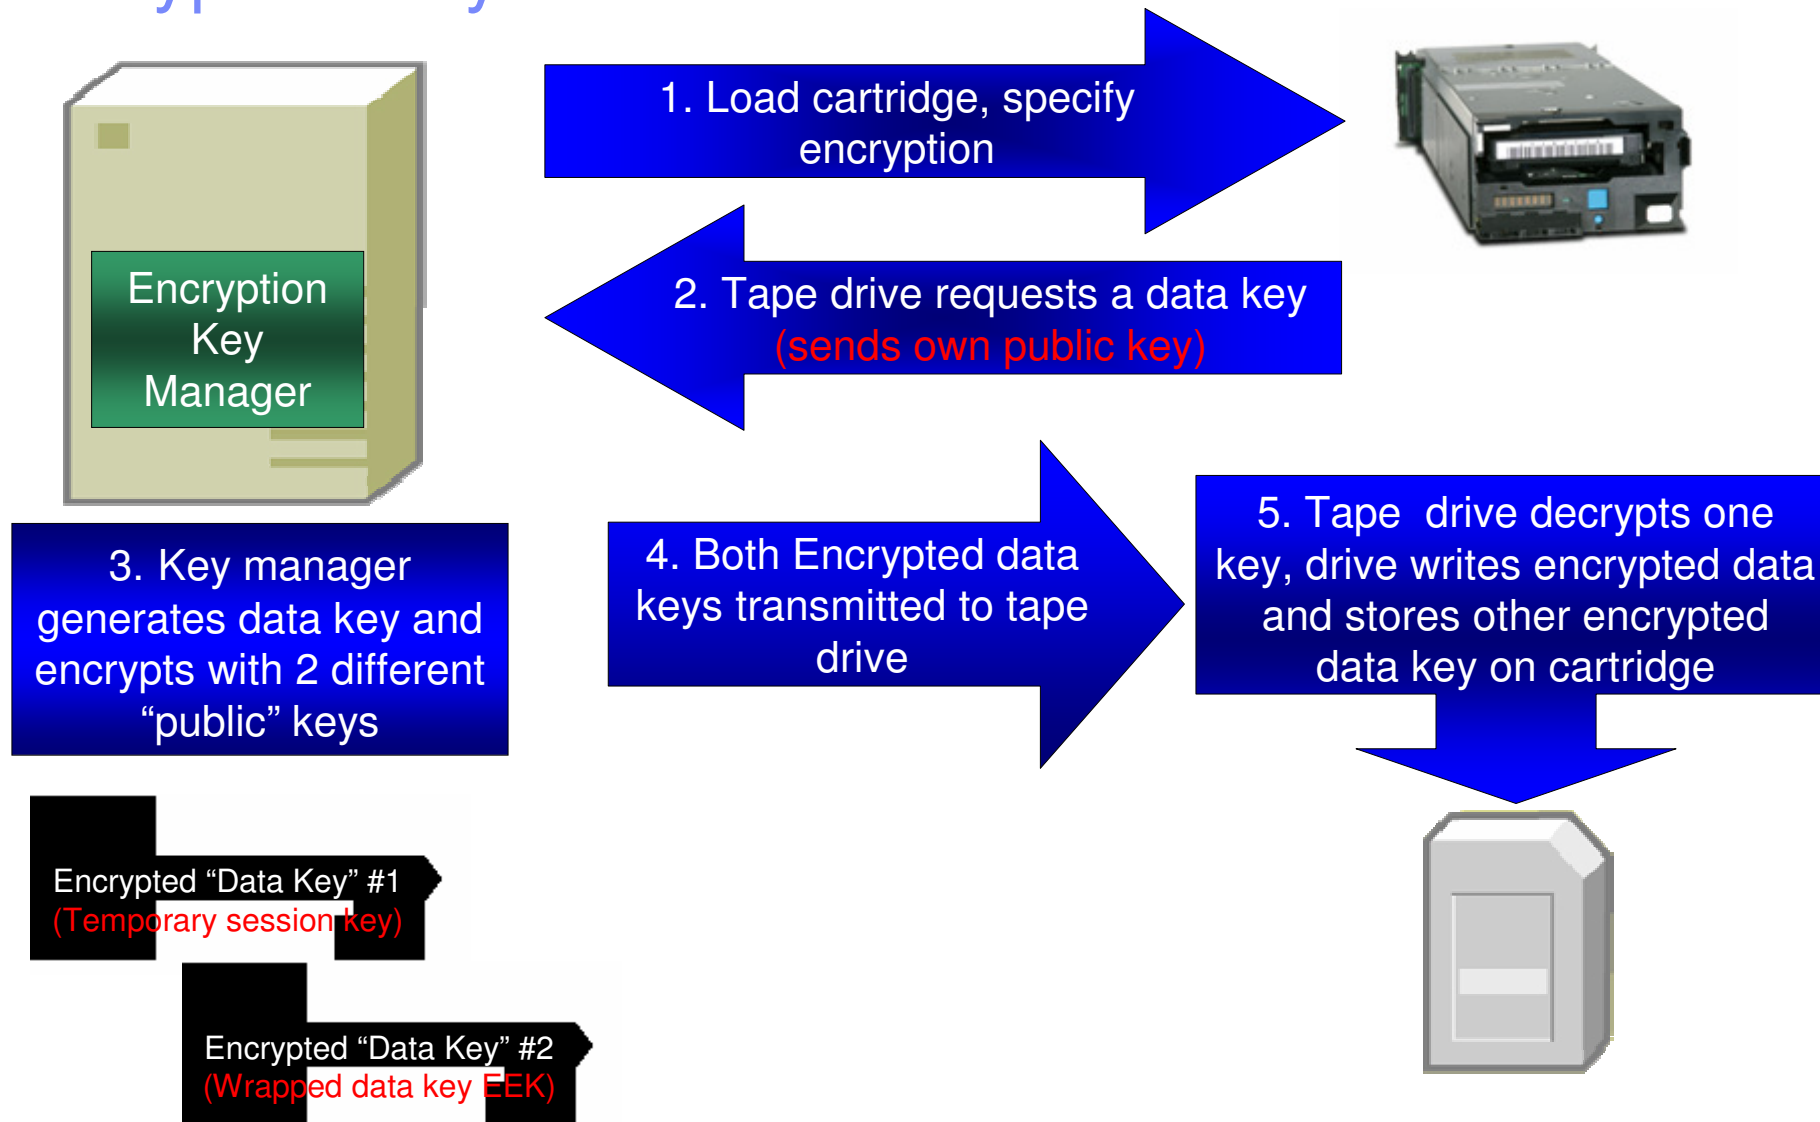 1. Load cartridge, specify
encryption
Encryption
Key
Manager
2. Tape drive requests a data key
(sends own public key)
3. Key manager
generates data key and
encrypts with 2 different
“public” keys
4. Both Encrypted data
keys transmitted to tape
drive
5. Tape drive decrypts one
key, drive writes encrypted data
and stores other encrypted
data key on cartridge
Encrypted “Data Key” #1
(Temporary session key)
Encrypted “Data Key” #2
(Wrapped data key EEK)